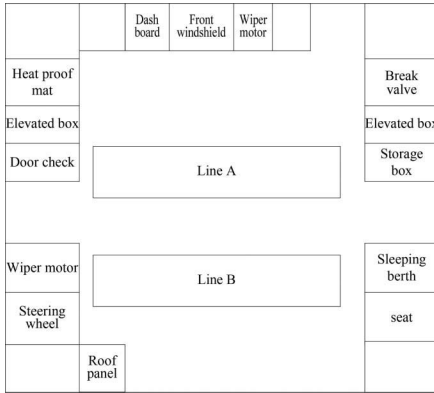 Dash
board
Front
windshield
Wiper
motor
Heat proof
mat
Break
valve
Elevated box
Elevated box
Door check
Storage
box
Line A
Wiper motor
Sleeping
berth
Line B
Steering
wheel
seat
Roof
panel